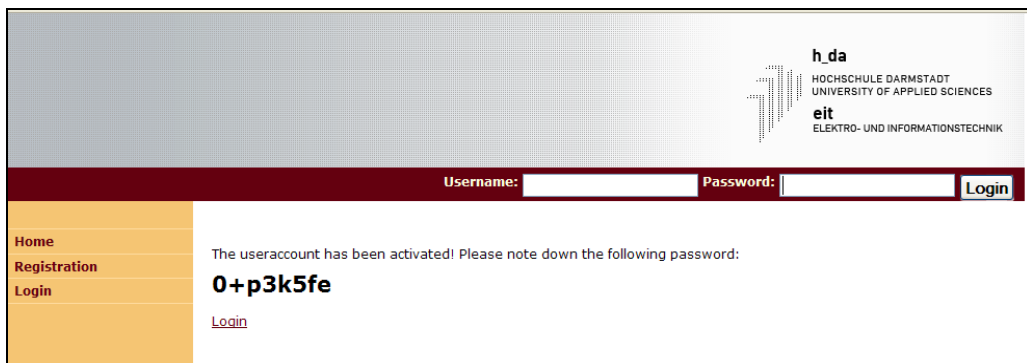 h_da
HOCHSCHULE DARMSTADT
UNIVERSITY OF APPLIED SCIENCES
eit
ELEKTRO- UND INFORMATIONSTECHNIK
Username: Password: Login
Home
Registration
Login
The useraccount has been activated! Please note down the following password:
0+p3k5fe
Login